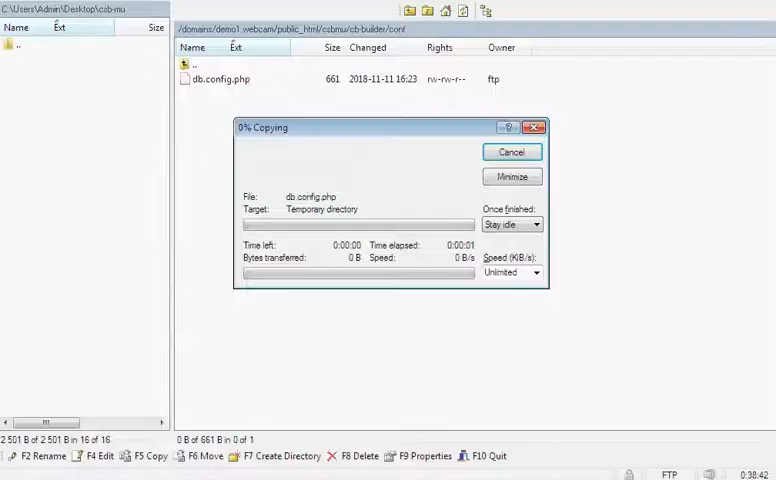 C:\Users\Admin\Desktop\csb-mu
/domains/demo1.webcam/public_html/csbmu/cb-builder/conf
Name Ext Size
Name Ext Size Changed Rights Owner
..
..
db.config.php 661 2018-11-11 16:23 rw-rw-r-- ftp
0% Copying
Cancel
Minimize
File: db.config.php
Target: Temporary directory
Once finished:
Stay idle
Time left: 0:00:00 Time elapsed: 0:00:01
Bytes transferred: 0 B Speed: 0 B/s
Speed (KiB/s):
Unlimited
2 501 B of 2 501 B in 16 of 16
0 B of 661 B in 0 of 1
F2 Rename F4 Edit F5 Copy F6 Move F7 Create Directory F8 Delete F9 Properties F10 Quit
FTP 0:38:42